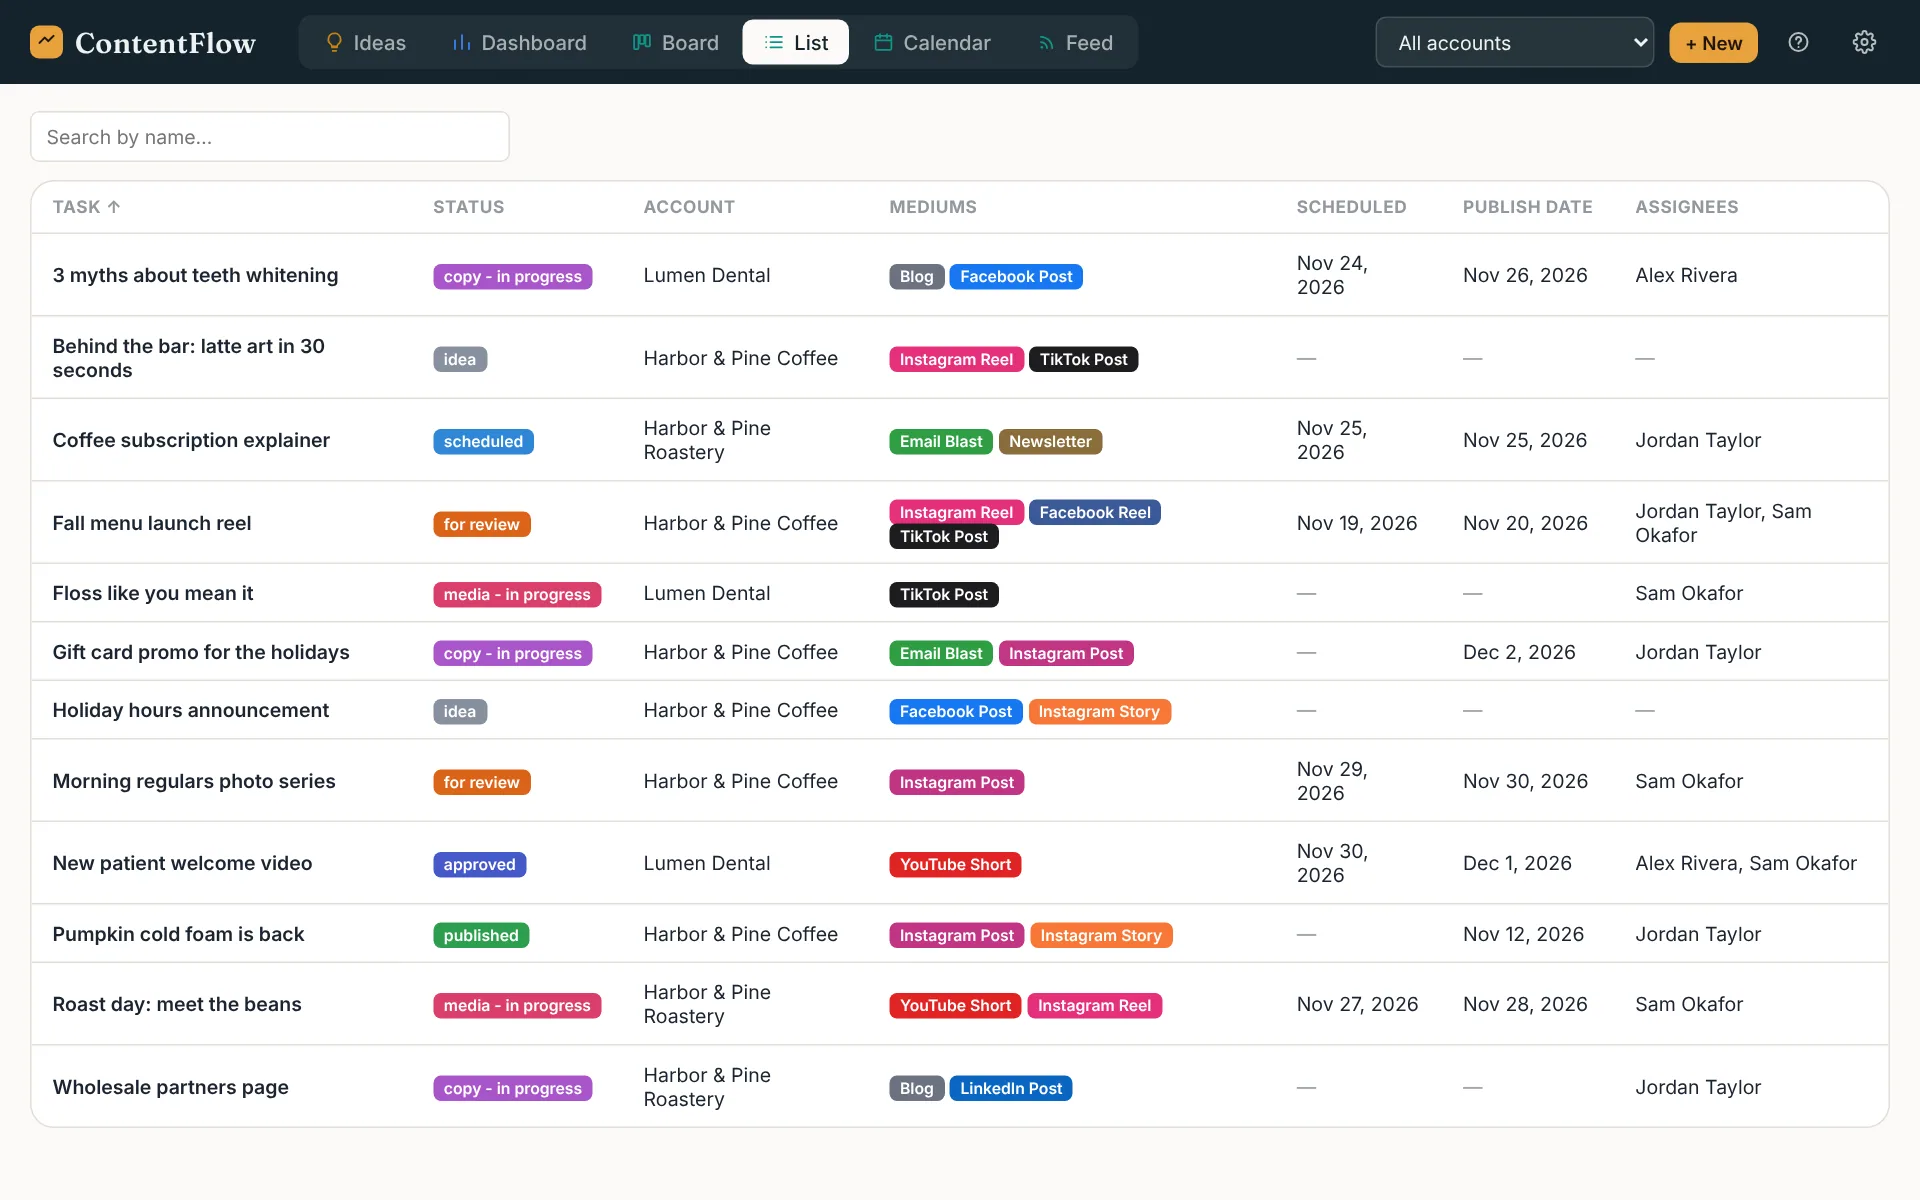 ContentFlow
Ideas
Dashboard
Board
List
Calendar
Feed
All accounts
+ New
Search by name...
TASK ↑ STATUS ACCOUNT MEDIUMS SCHEDULED PUBLISH DATE ASSIGNEES
3 myths about teeth whitening
copy - in progress
Lumen Dental
Blog Facebook Post
Nov 24,
2026
Nov 26, 2026
Alex Rivera
Behind the bar: latte art in 30
seconds
idea
Harbor & Pine Coffee
Instagram Reel TikTok Post
—
—
—
Coffee subscription explainer
scheduled
Harbor & Pine
Roastery
Email Blast Newsletter
Nov 25,
2026
Nov 25, 2026
Jordan Taylor
Fall menu launch reel
for review
Harbor & Pine Coffee
Instagram Reel Facebook Reel
TikTok Post
Nov 19, 2026
Nov 20, 2026
Jordan Taylor, Sam
Okafor
Floss like you mean it
media - in progress
Lumen Dental
TikTok Post
—
—
Sam Okafor
Gift card promo for the holidays
copy - in progress
Harbor & Pine Coffee
Email Blast Instagram Post
—
Dec 2, 2026
Jordan Taylor
Holiday hours announcement
idea
Harbor & Pine Coffee
Facebook Post Instagram Story
—
—
—
Morning regulars photo series
for review
Harbor & Pine Coffee
Instagram Post
Nov 29,
2026
Nov 30, 2026
Sam Okafor
New patient welcome video
approved
Lumen Dental
YouTube Short
Nov 30,
2026
Dec 1, 2026
Alex Rivera, Sam Okafor
Pumpkin cold foam is back
published
Harbor & Pine Coffee
Instagram Post Instagram Story
—
Nov 12, 2026
Jordan Taylor
Roast day: meet the beans
media - in progress
Harbor & Pine
Roastery
YouTube Short Instagram Reel
Nov 27, 2026
Nov 28, 2026
Sam Okafor
Wholesale partners page
copy - in progress
Harbor & Pine
Roastery
Blog LinkedIn Post
—
—
Jordan Taylor